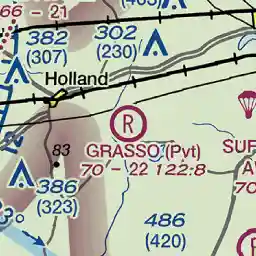 66 - 21
382
(307)
302
(230)
Holland
R
83
GRASSO (Pvt)
70 - 22 122:8
386
(323)
486
(420)